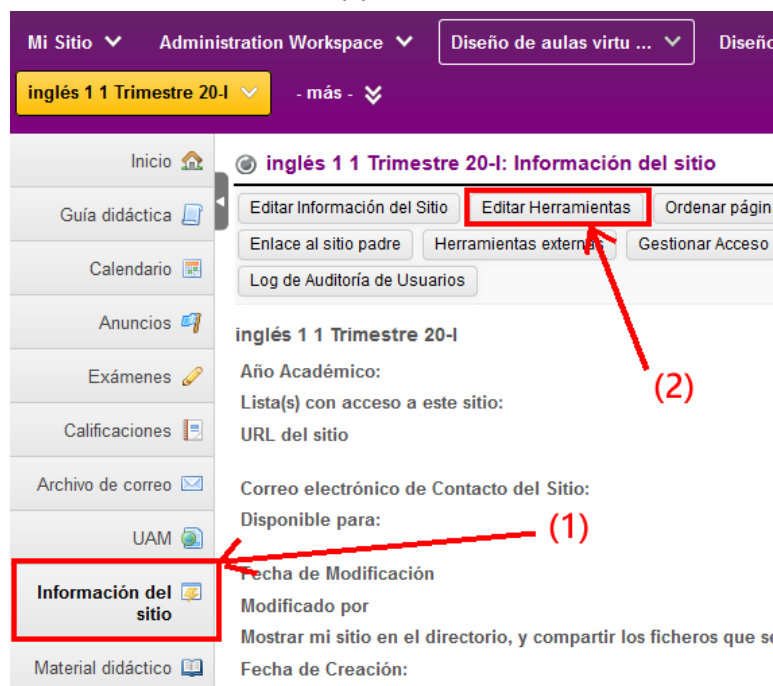 Mi Sitio Administration Workspace Diseño de aulas virtu ... Diseño
inglés 1 1 Trimestre 20-I - más -
Inicio
Guía didáctica
Calendario
Anuncios
Exámenes
Calificaciones
Archivo de correo
UAM
Información del
sitio
Material didáctico
inglés 1 1 Trimestre 20-I: Información del sitio
Editar Información del Sitio Editar Herramientas Ordenar págin
Enlace al sitio padre Herramientas externas Gestionar Acceso
Log de Auditoría de Usuarios
inglés 1 1 Trimestre 20-I
Año Académico:
(2)
Lista(s) con acceso a este sitio:
URL del sitio
Correo electrónico de Contacto del Sitio:
Disponible para:
(1)
Fecha de Modificación
Modificado por
Mostrar mi sitio en el directorio, y compartir los ficheros que se
Fecha de Creación: